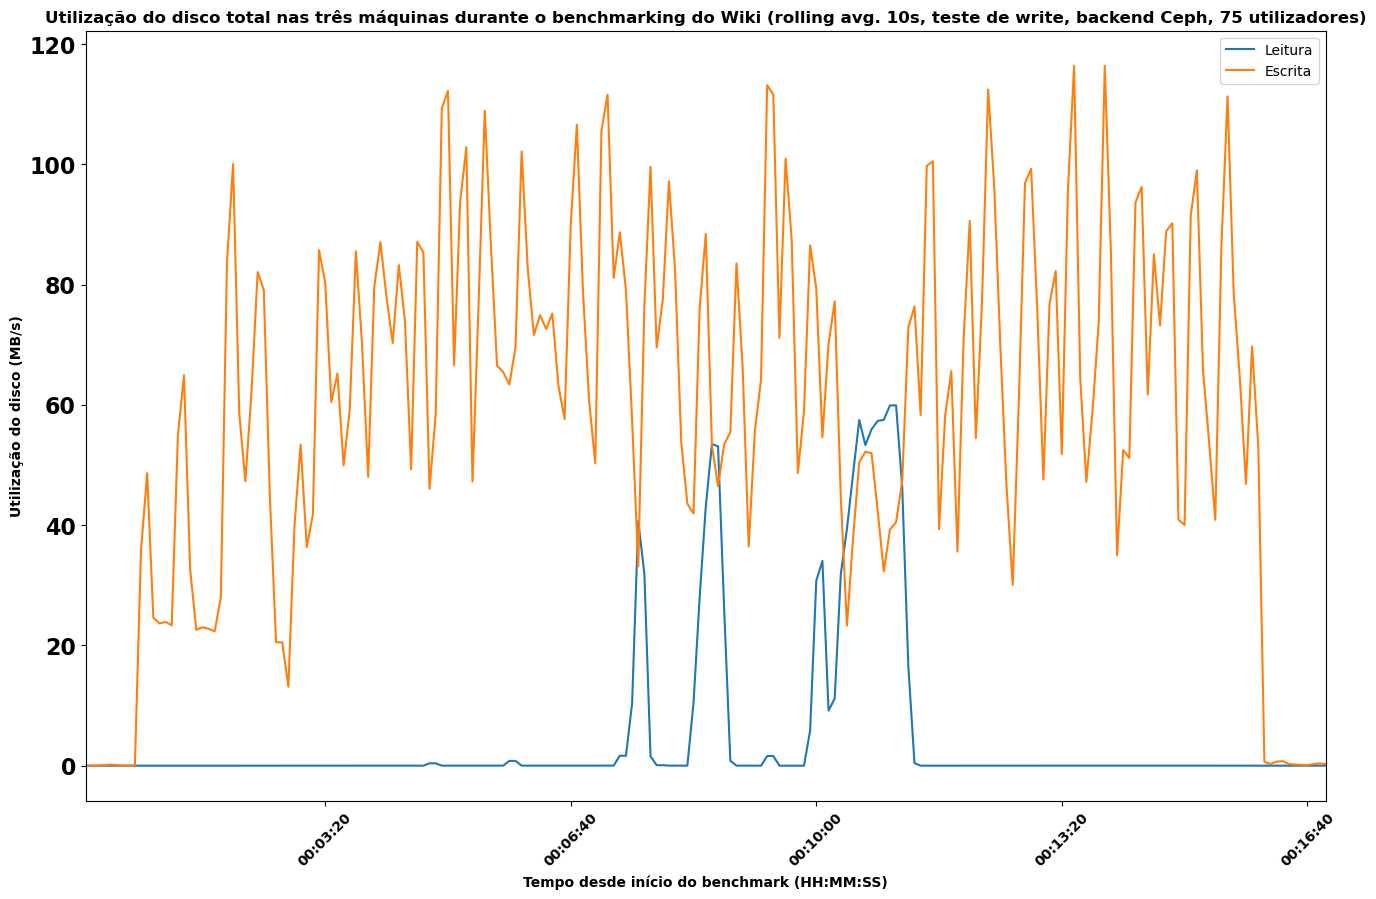 Utilização do disco total nas três máquinas durante o benchmarking do Wiki (rolling avg. 10s, teste de write, backend Ceph, 75 utilizadores)
Leitura
Escrita
120
100
80
60
40
20
0
Utilização do disco (MB/s)
00:03:20
00:06:40
00:10:00
00:13:20
00:16:40
Tempo desde início do benchmark (HH:MM:SS)